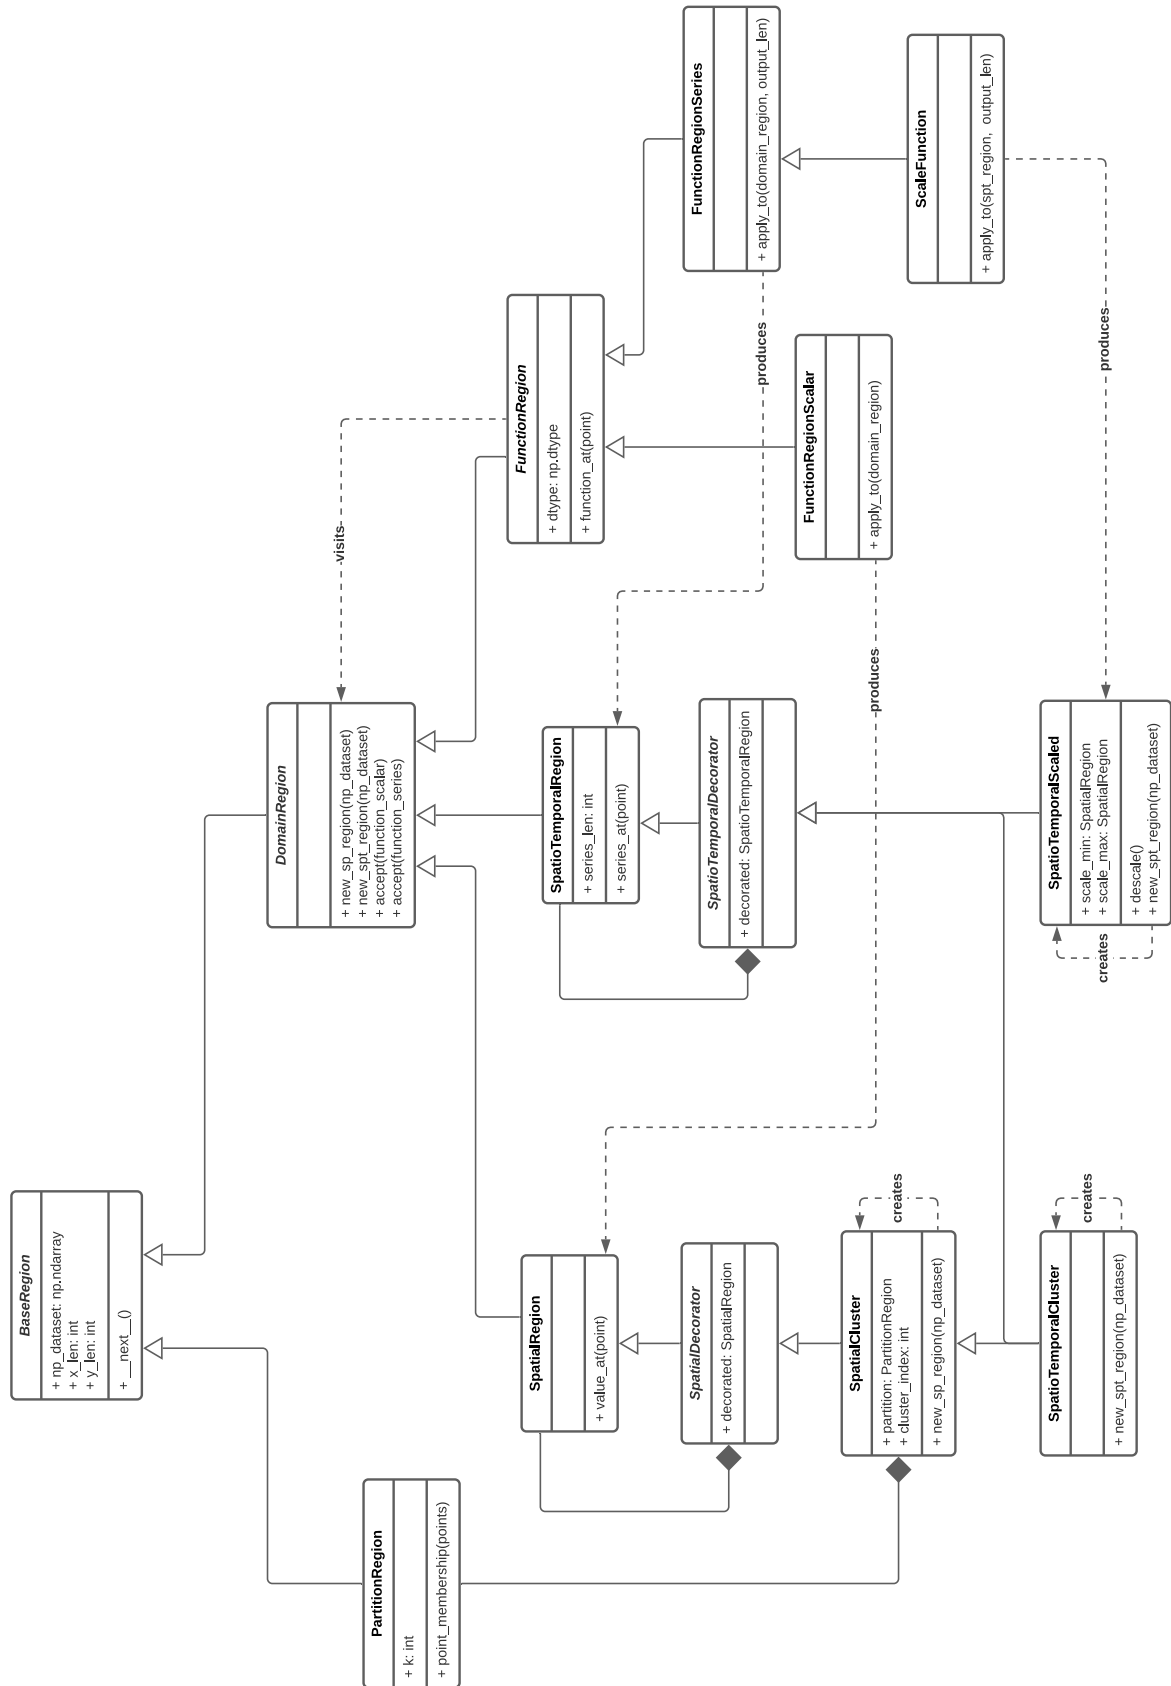 BaseRegion
+ np_dataset: np.ndarray
+ x_len: int
+ y_len: int
+ __next__()
PartitionRegion
+ k: int
+ point_membership(points)
DomainRegion
+ new_sp_region(np_dataset)
+ new_spt_region(np_dataset)
+ accept(function_scalar)
+ accept(function_series)
visits
FunctionRegion
+ dtype: np.dtype
+ function_at(point)
SpatialRegion
+ value_at(point)
SpatioTemporalRegion
+ series_len: int
+ series_at(point)
FunctionRegionSeries
+ apply_to(domain_region, output_len)
produces
SpatialDecorator
+ decorated: SpatialRegion
SpatioTemporalDecorator
+ decorated: SpatioTemporalRegion
FunctionRegionScalar
+ apply_to(domain_region)
produces
SpatialCluster
+ partition: PartitionRegion
+ cluster_index: int
+ new_sp_region(np_dataset)
creates
ScaleFunction
+ apply_to(spt_region, output_len)
produces
SpatioTemporalCluster
+ new_spt_region(np_dataset)
creates
SpatioTemporalScaled
+ scale_min: SpatialRegion
+ scale_max: SpatialRegion
+ descale()
+ new_spt_region(np_dataset)
creates